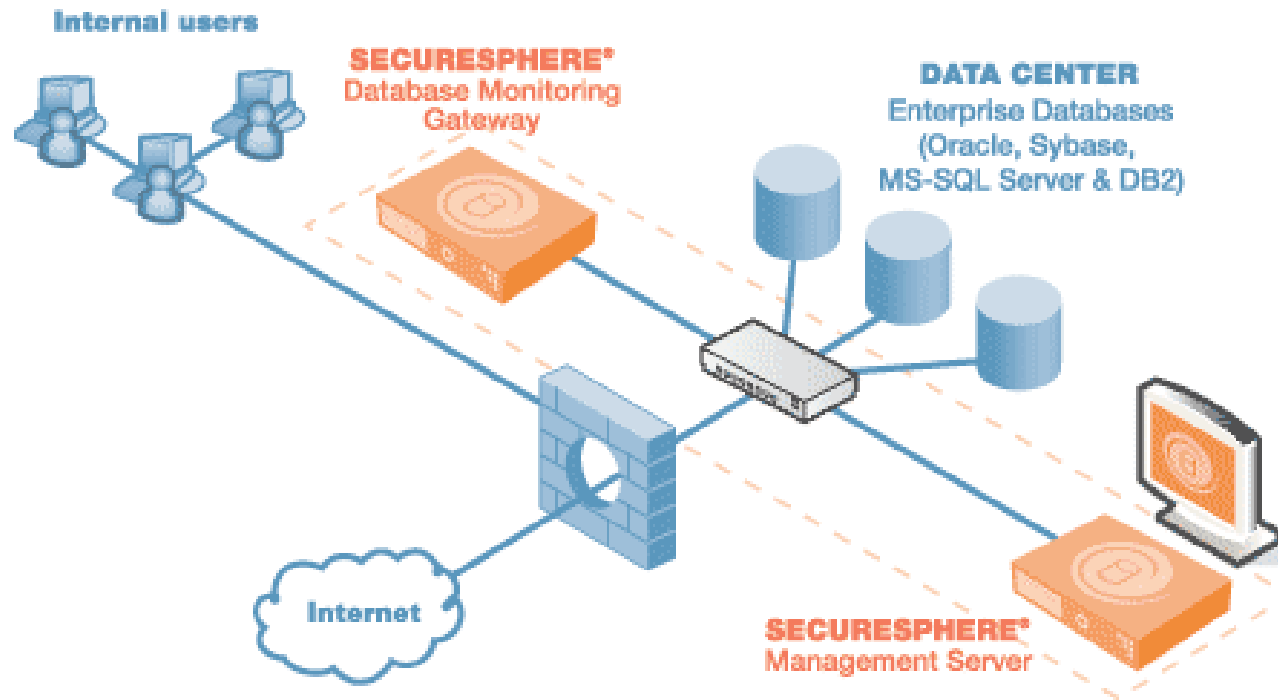 Internal users
SECURESPHERE®
Database Monitoring
Gateway
DATA CENTER
Enterprise Databases
(Oracle, Sybase,
MS-SQL Server & DB2)
Internet
SECURESPHERE®
Management Server